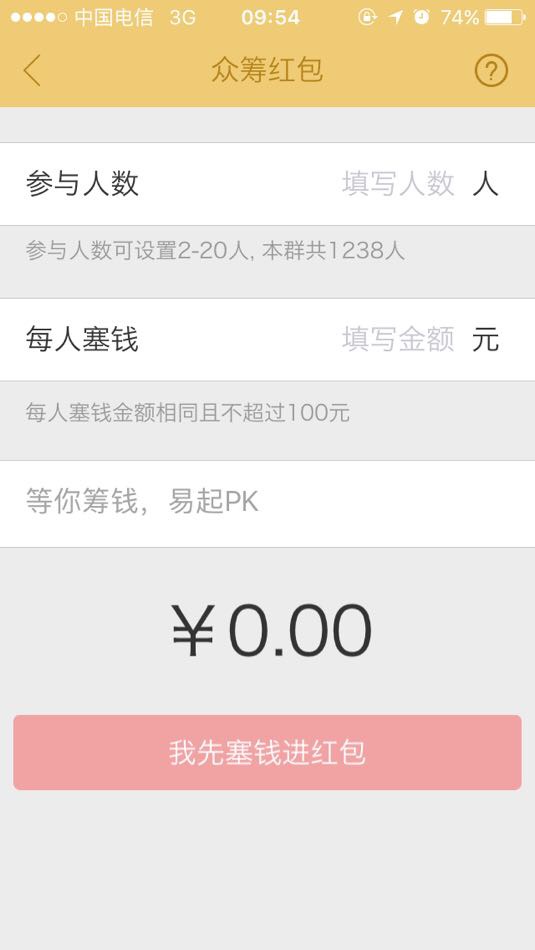 中国电信 3G 09:54 74%
众筹红包 ?
参与人数 填写人数 人
参与人数可设置2-20人, 本群共1238人
每人塞钱 填写金额 元
每人塞钱金额相同且不超过100元
等你筹钱，易起PK
￥0.00
我先塞钱进红包